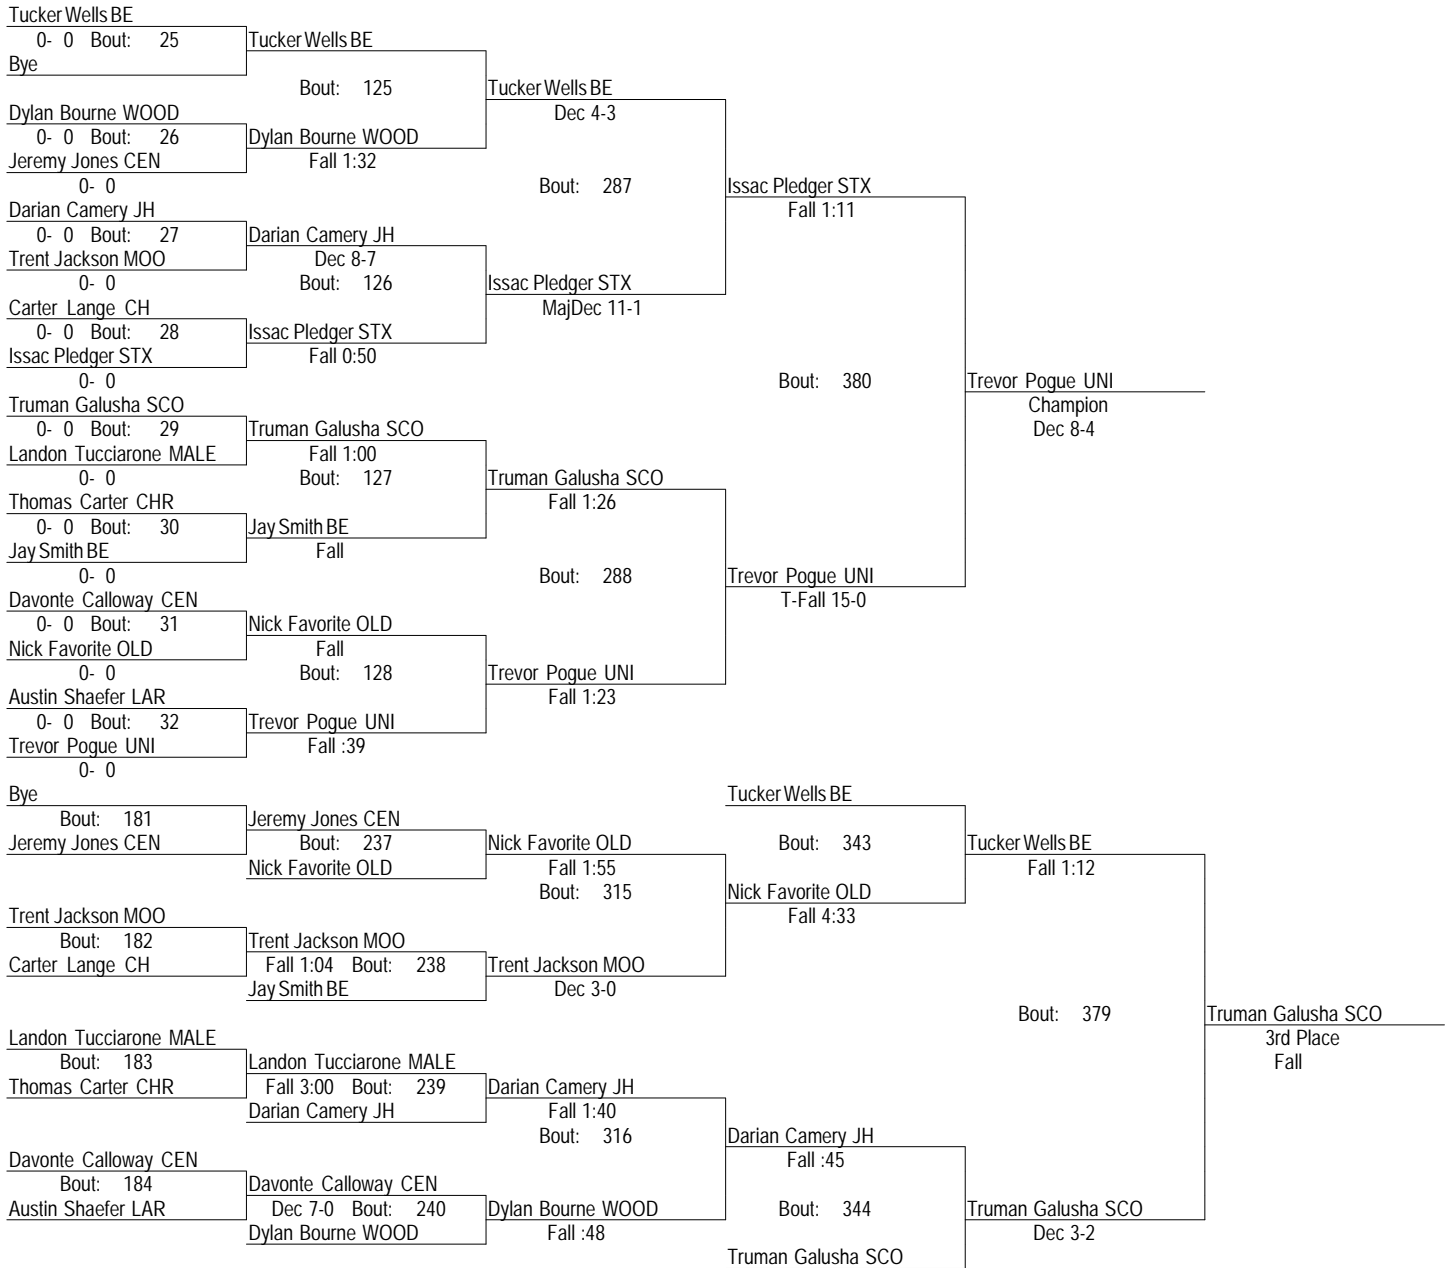 Tucker Wells BE
0- 0 Bout: 25 Tucker Wells BE
Bye
Bout: 125 Tucker Wells BE
Dylan Bourne WOOD Dec 4-3
0- 0 Bout: 26 Dylan Bourne WOOD
Jeremy Jones CEN Fall 1:32
0- 0 Bout: 287 Issac Pledger STX
Darian Camery JH Fall 1:11
0- 0 Bout: 27 Darian Camery JH
Trent Jackson MOO Dec 8-7
0- 0 Bout: 126 Issac Pledger STX
Carter Lange CH MajDec 11-1
0- 0 Bout: 28 Issac Pledger STX
Issac Pledger STX Fall 0:50
0- 0 Bout: 380 Trevor Pogue UNI
Truman Galusha SCO Champion
0- 0 Bout: 29 Truman Galusha SCO Dec 8-4
Landon Tucciarone MALE Fall 1:00
0- 0 Bout: 127 Truman Galusha SCO
Thomas Carter CHR Fall 1:26
0- 0 Bout: 30 Jay Smith BE
Jay Smith BE Fall
0- 0 Bout: 288 Trevor Pogue UNI
Davonte Calloway CEN T-Fall 15-0
0- 0 Bout: 31 Nick Favorite OLD
Nick Favorite OLD Fall
0- 0 Bout: 128 Trevor Pogue UNI
Austin Shaefer LAR Fall 1:23
0- 0 Bout: 32 Trevor Pogue UNI
Trevor Pogue UNI Fall :39
0- 0
Bye Tucker Wells BE
Bout: 181 Jeremy Jones CEN
Jeremy Jones CEN Bout: 237 Nick Favorite OLD Bout: 343 Tucker Wells BE
Nick Favorite OLD Fall 1:55 Fall 1:12
Bout: 315 Nick Favorite OLD
Trent Jackson MOO Fall 4:33
Bout: 182 Trent Jackson MOO
Carter Lange CH Fall 1:04 Bout: 238 Trent Jackson MOO
Jay Smith BE Dec 3-0
Bout: 379 Truman Galusha SCO
Landon Tucciarone MALE 3rd Place
Bout: 183 Landon Tucciarone MALE Fall
Thomas Carter CHR Fall 3:00 Bout: 239 Darian Camery JH
Darian Camery JH Fall 1:40
Bout: 316 Darian Camery JH
Davonte Calloway CEN Fall :45
Bout: 184 Davonte Calloway CEN
Austin Shaefer LAR Dec 7-0 Bout: 240 Dylan Bourne WOOD Bout: 344 Truman Galusha SCO
Dylan Bourne WOOD Fall :48 Dec 3-2
Truman Galusha SCO